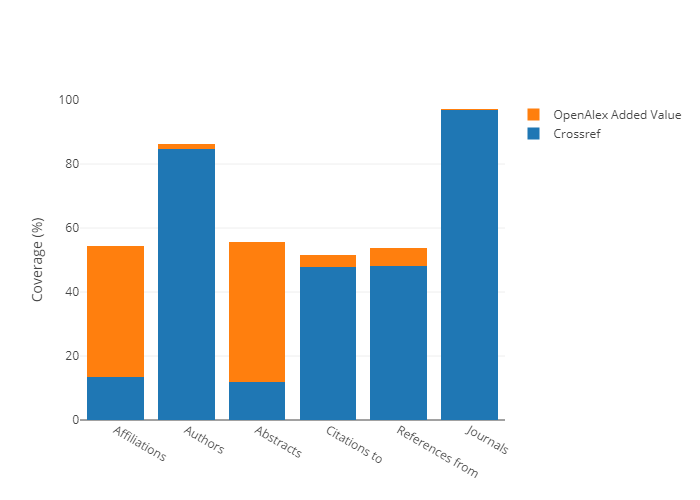 100
80
60
40
20
0
Coverage (%)
Affiliations
Authors
Abstracts
Citations to
References from
Journals
OpenAlex Added Value
Crossref